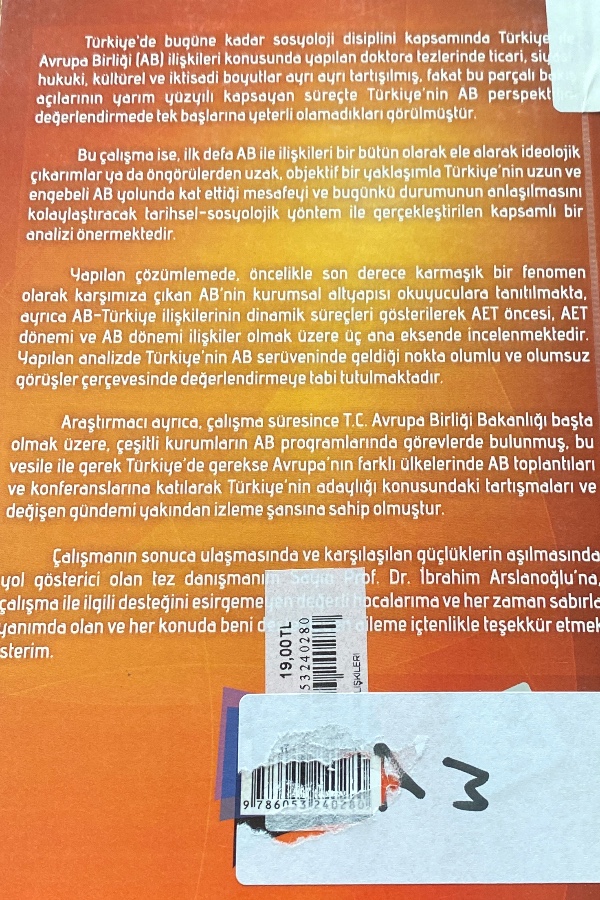 Türkiye'de bugüne kadar sosyoloji disiplini kapsamında Türkiye
Avrupa Birliği (AB) ilişkileri konusunda yapılan doktora tezlerinde ticari,
hukuki, kültürel ve iktisadi boyutlar ayrı ayrı tartışılmış, fakat bu parçalı
açılarının yarım yüzyılı kapsayan süreçte Türkiye'nin AB
değerlendirmede tek başlarına yeterli olamadıkları görülmüştür.
Bu çalışma ise, ilk defa AB ile ilişkileri bir bütün olarak ele alarak ideolojik
çıkarımlar ya da öngörülerden uzak, objektif bir yaklaşımla Türkiye'nin uzun ve
engebeli AB yolunda kat ettiği mesafeyi ve bugünkü durumunun anlaşılmasını
kolaylaştıracak tarihsel-sosyolojik yöntem ile gerçekleştirilen kapsamlı bir
analizi önermektedir.
Yapılan çözümlemede, öncelikle son derece karmaşık bir fenomen
olarak karşımıza çıkan AB'nin kurumsal altyapısı okuyuculara tanıtılmakta,
ayrıca AB-Türkiye ilişkilerinin dinamik süreçleri gösterilerek AET öncesi, AET
dönemi ve AB dönemi ilişkiler olmak üzere üç ana eksende incelenmektedir.
Yapılan analizde Türkiye'nin AB serüveninde geldiği nokta olumlu ve olumsuz
görüşler çerçevesinde değerlendirmeye tabi tutulmaktadır.
Araştırmacı ayrıca, çalışma süresince T.C. Avrupa Birliği Bakanlığı başta
olmak üzere, çeşitli kurumların AB programlarında görevlerde bulunmuş, bu
vesile ile gerek Türkiye'de gerekse Avrupa'nın farklı ülkelerinde AB toplantıları
ve konferanslarına katılarak Türkiye'nin adaylığı konusundaki tartışmaları ve
değişen gündemi yakından izleme şansına sahip olmuştur.
Çalışmanın sonuca ulaşmasında ve karşılaşılan güçlüklerin aşılmasında
yol gösterici olan tez danışmanım Sayın Prof. Dr. İbrahim Arslanoğlu'na,
çalışma ile ilgili desteğini esirgemeyen değerli hocalarıma ve her zaman sabırla
yanımda olan ve her konuda beni aileme içtenlikle teşekkür etmek
sterim.
19,00TL
53240280
LİŞKİLERİ
9 786053 240280
13